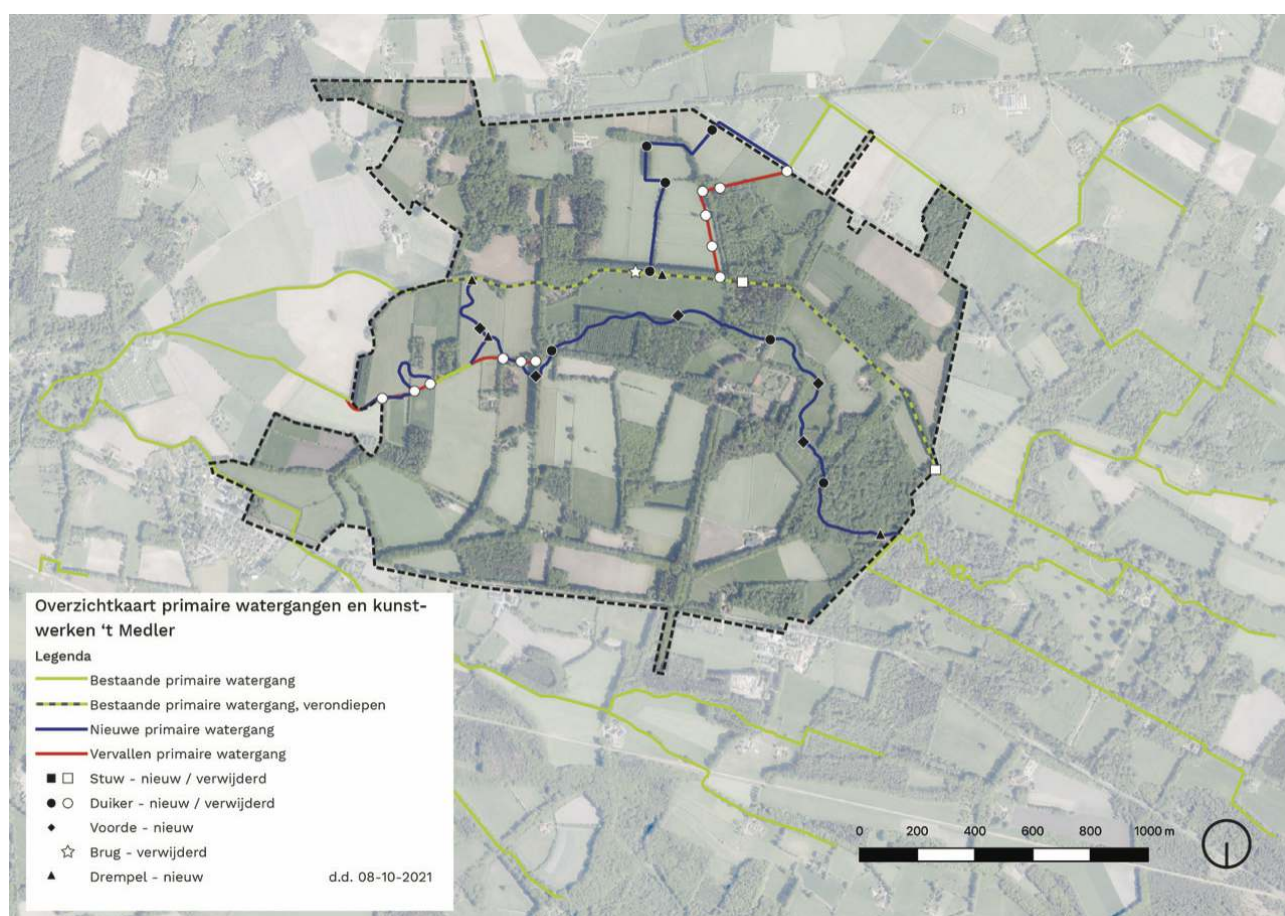 Overzichtkaart primaire watergangen en kunst-
werken ‘t Medler
Legenda
Bestaande primaire watergang
Bestaande primaire watergang, verondiepen
Nieuwe primaire watergang
Vervallen primaire watergang
Stuw - nieuw / verwijderd
Duiker - nieuw / verwijderd
Voorde - nieuw
Brug - verwijderd
Drempel - nieuw d.d. 08-10-2021
0 200 400 600 800 1000 m